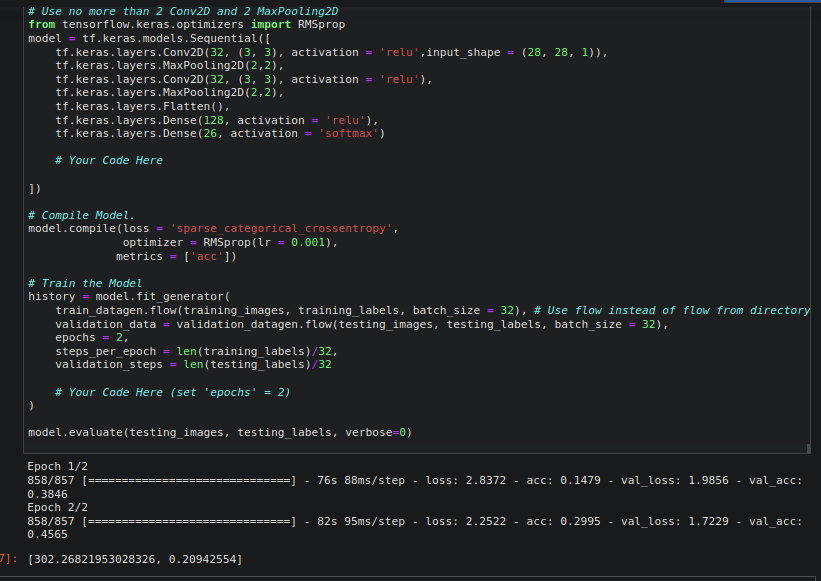 # Use no more than 2 Conv2D and 2 MaxPooling2D
from tensorflow.keras.optimizers import RMSprop
model = tf.keras.models.Sequential([
    tf.keras.layers.Conv2D(32, (3, 3), activation = 'relu',input_shape = (28, 28, 1)),
    tf.keras.layers.MaxPooling2D(2,2),
    tf.keras.layers.Conv2D(32, (3, 3), activation = 'relu'),
    tf.keras.layers.MaxPooling2D(2,2),
    tf.keras.layers.Flatten(),
    tf.keras.layers.Dense(128, activation = 'relu'),
    tf.keras.layers.Dense(26, activation = 'softmax')
    # Your Code Here
])
# Compile Model.
model.compile(loss = 'sparse_categorical_crossentropy',
              optimizer = RMSprop(lr = 0.001),
             metrics = ['acc'])
# Train the Model
history = model.fit_generator(
    train_datagen.flow(training_images, training_labels, batch_size = 32), # Use flow instead of flow from directory
    validation_data = validation_datagen.flow(testing_images, testing_labels, batch_size = 32),
    epochs = 2,
    steps_per_epoch = len(training_labels)/32,
    validation_steps = len(testing_labels)/32
    # Your Code Here (set 'epochs' = 2)
)
model.evaluate(testing_images, testing_labels, verbose=0)
Epoch 1/2
858/857 [==============================] - 76s 88ms/step - loss: 2.8372 - acc: 0.1479 - val_loss: 1.9856 - val_acc:
0.3846
Epoch 2/2
858/857 [==============================] - 82s 95ms/step - loss: 2.2522 - acc: 0.2995 - val_loss: 1.7229 - val_acc:
0.4565
7]: [302.26821953028326, 0.20942554]